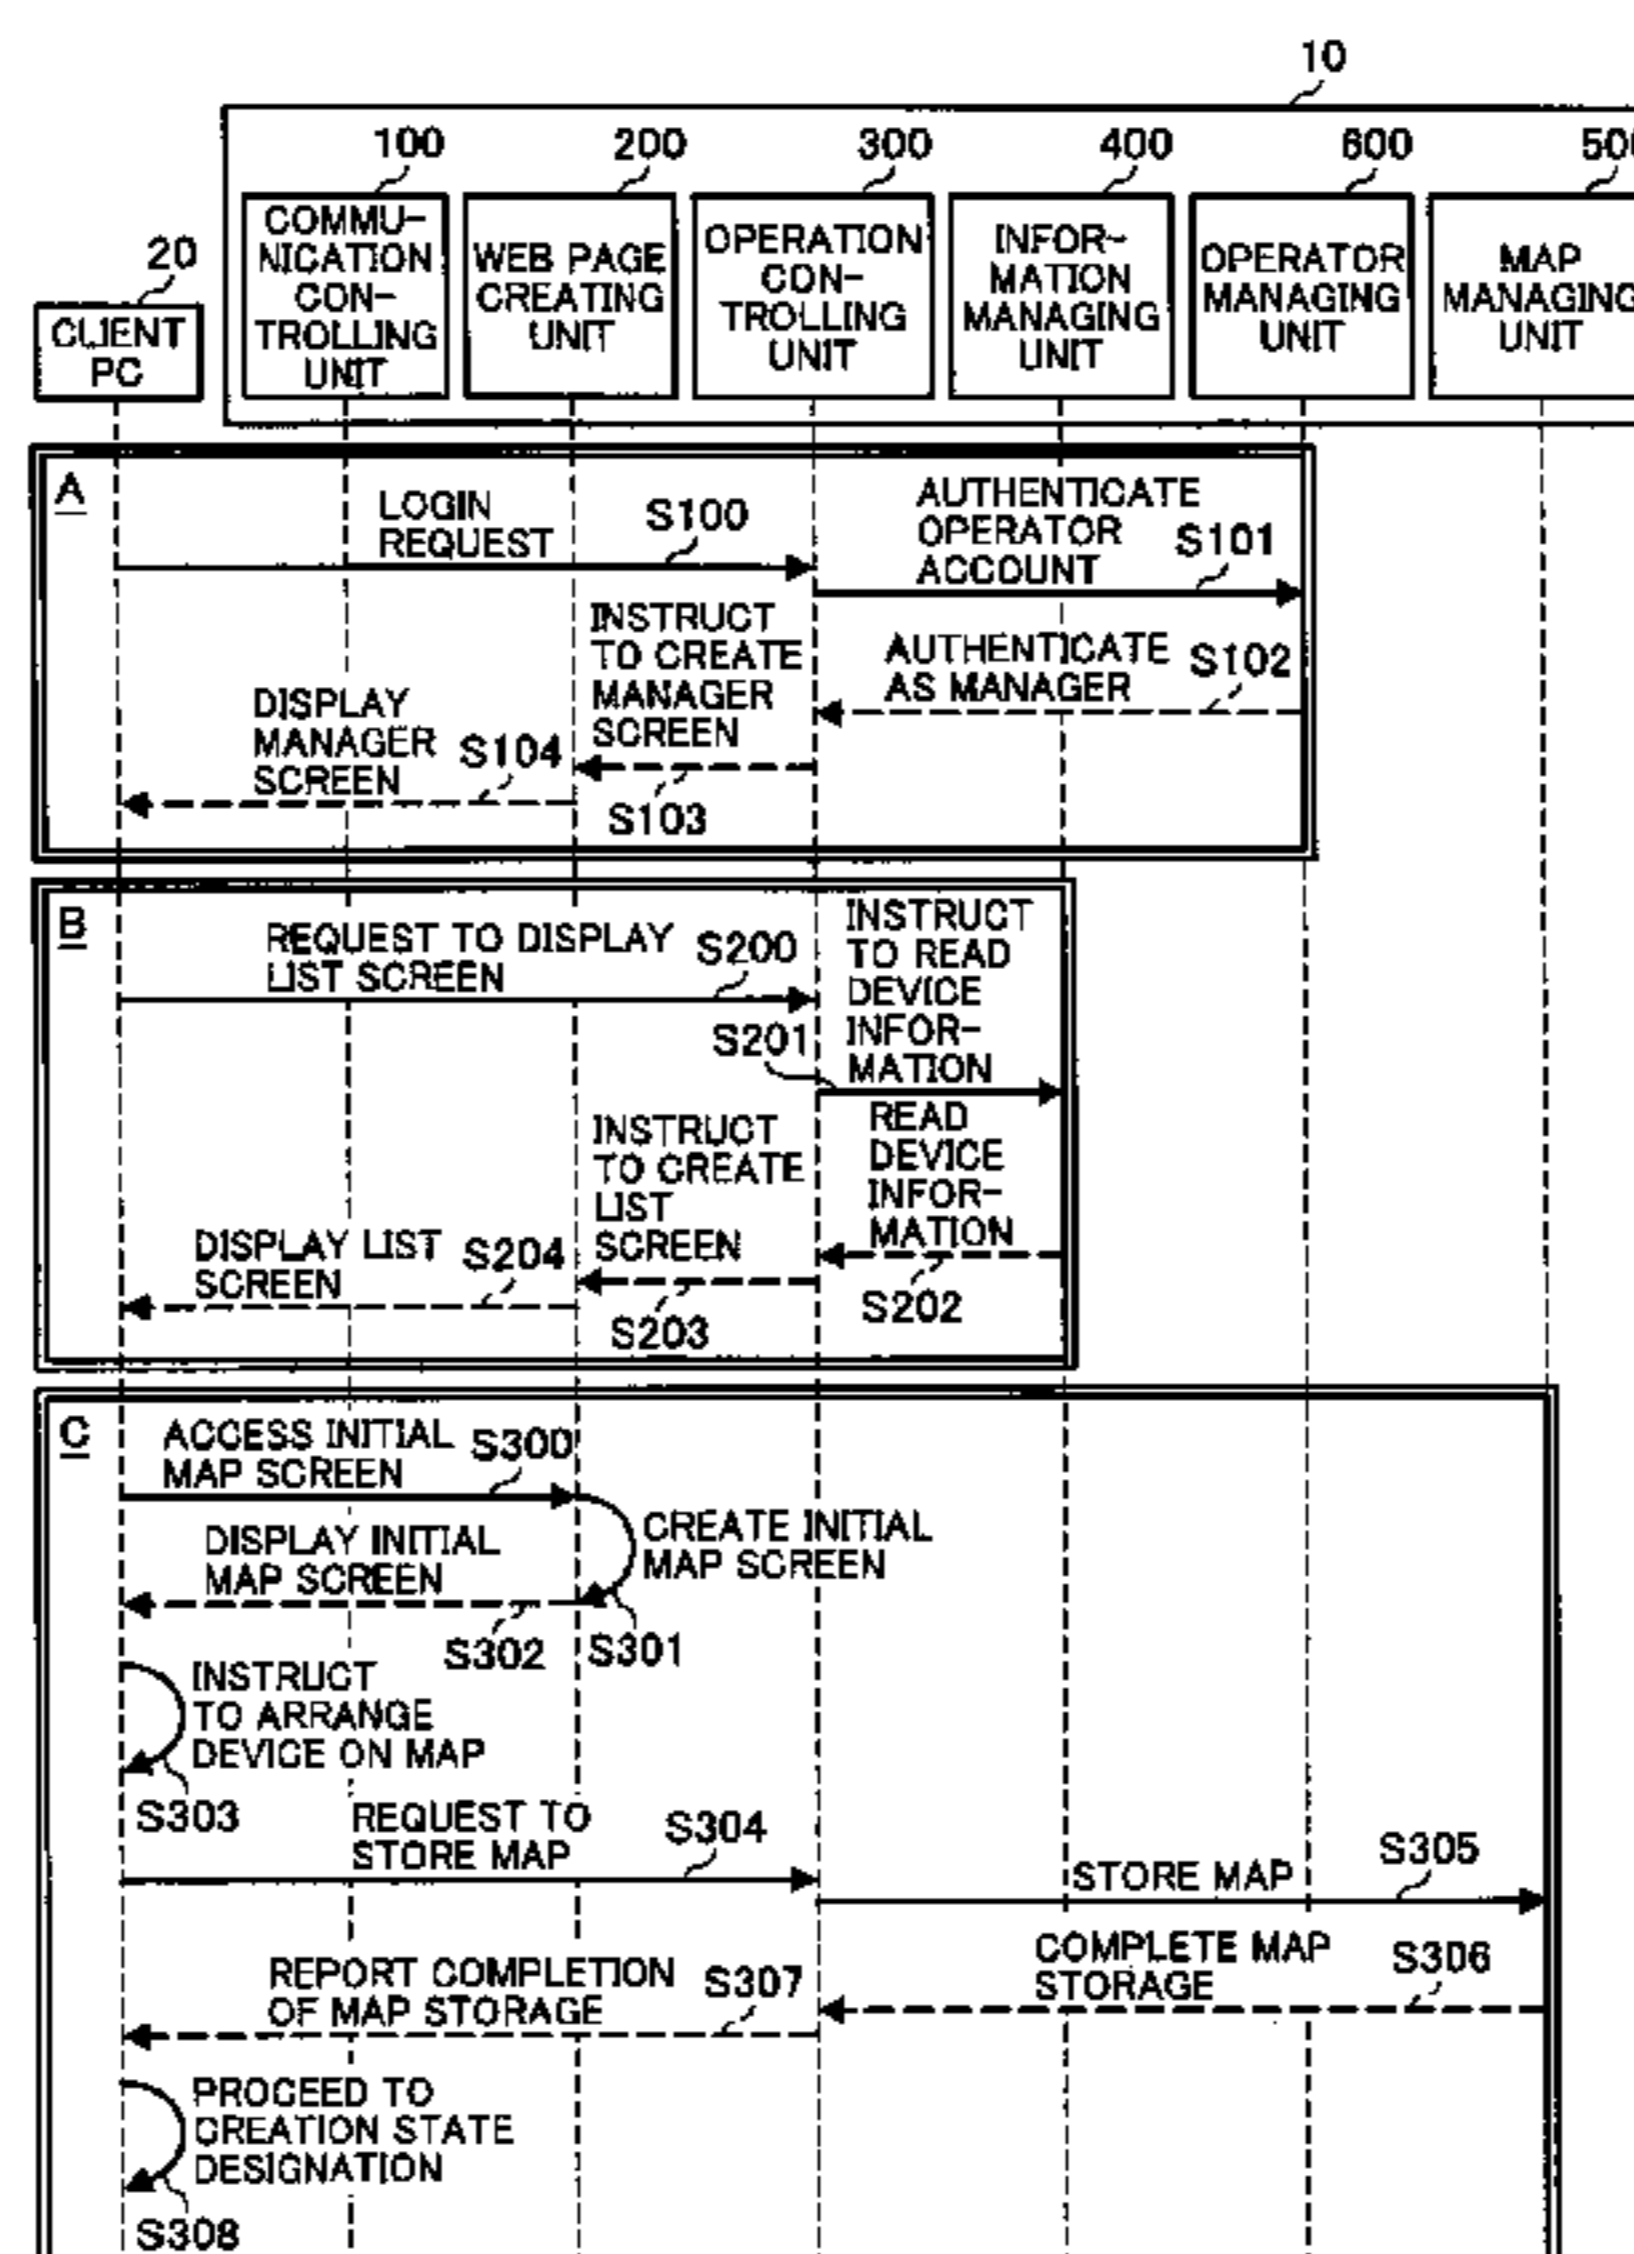 10
100
200
300
400
600
20
COMMU-
NICATION
CON-
TROLLING
UNIT
WEB PAGE
CREATING
UNIT
OPERATION
CON-
TROLLING
UNIT
INFOR-
MATION
MANAGING
UNIT
OPERATOR
MANAGING
UNIT
MAP
MANAGING
UNIT
CLIENT
PC
A
LOGIN
REQUEST
S100
AUTHENTICATE
OPERATOR
ACCOUNT
S101
INSTRUCT
TO CREATE
MANAGER
SCREEN
AUTHENTICATE
AS MANAGER
S102
DISPLAY
MANAGER
SCREEN
S104
S103
B
REQUEST TO DISPLAY
LIST SCREEN
S200
INSTRUCT
TO READ
DEVICE
INFOR-
MATION
S201
READ
DEVICE
INFOR-
MATION
INSTRUCT
TO CREATE
LIST
SCREEN
DISPLAY LIST
SCREEN
S204
S202
S203
C
ACCESS INITIAL
MAP SCREEN
S300
CREATE INITIAL
MAP SCREEN
DISPLAY INITIAL
MAP SCREEN
S302
S301
INSTRUCT
TO ARRANGE
DEVICE ON MAP
S303
REQUEST TO
STORE MAP
S304
STORE MAP
S305
COMPLETE MAP
STORAGE
S306
REPORT COMPLETION
OF MAP STORAGE
S307
PROCEED TO
CREATION STATE
DESIGNATION
S308